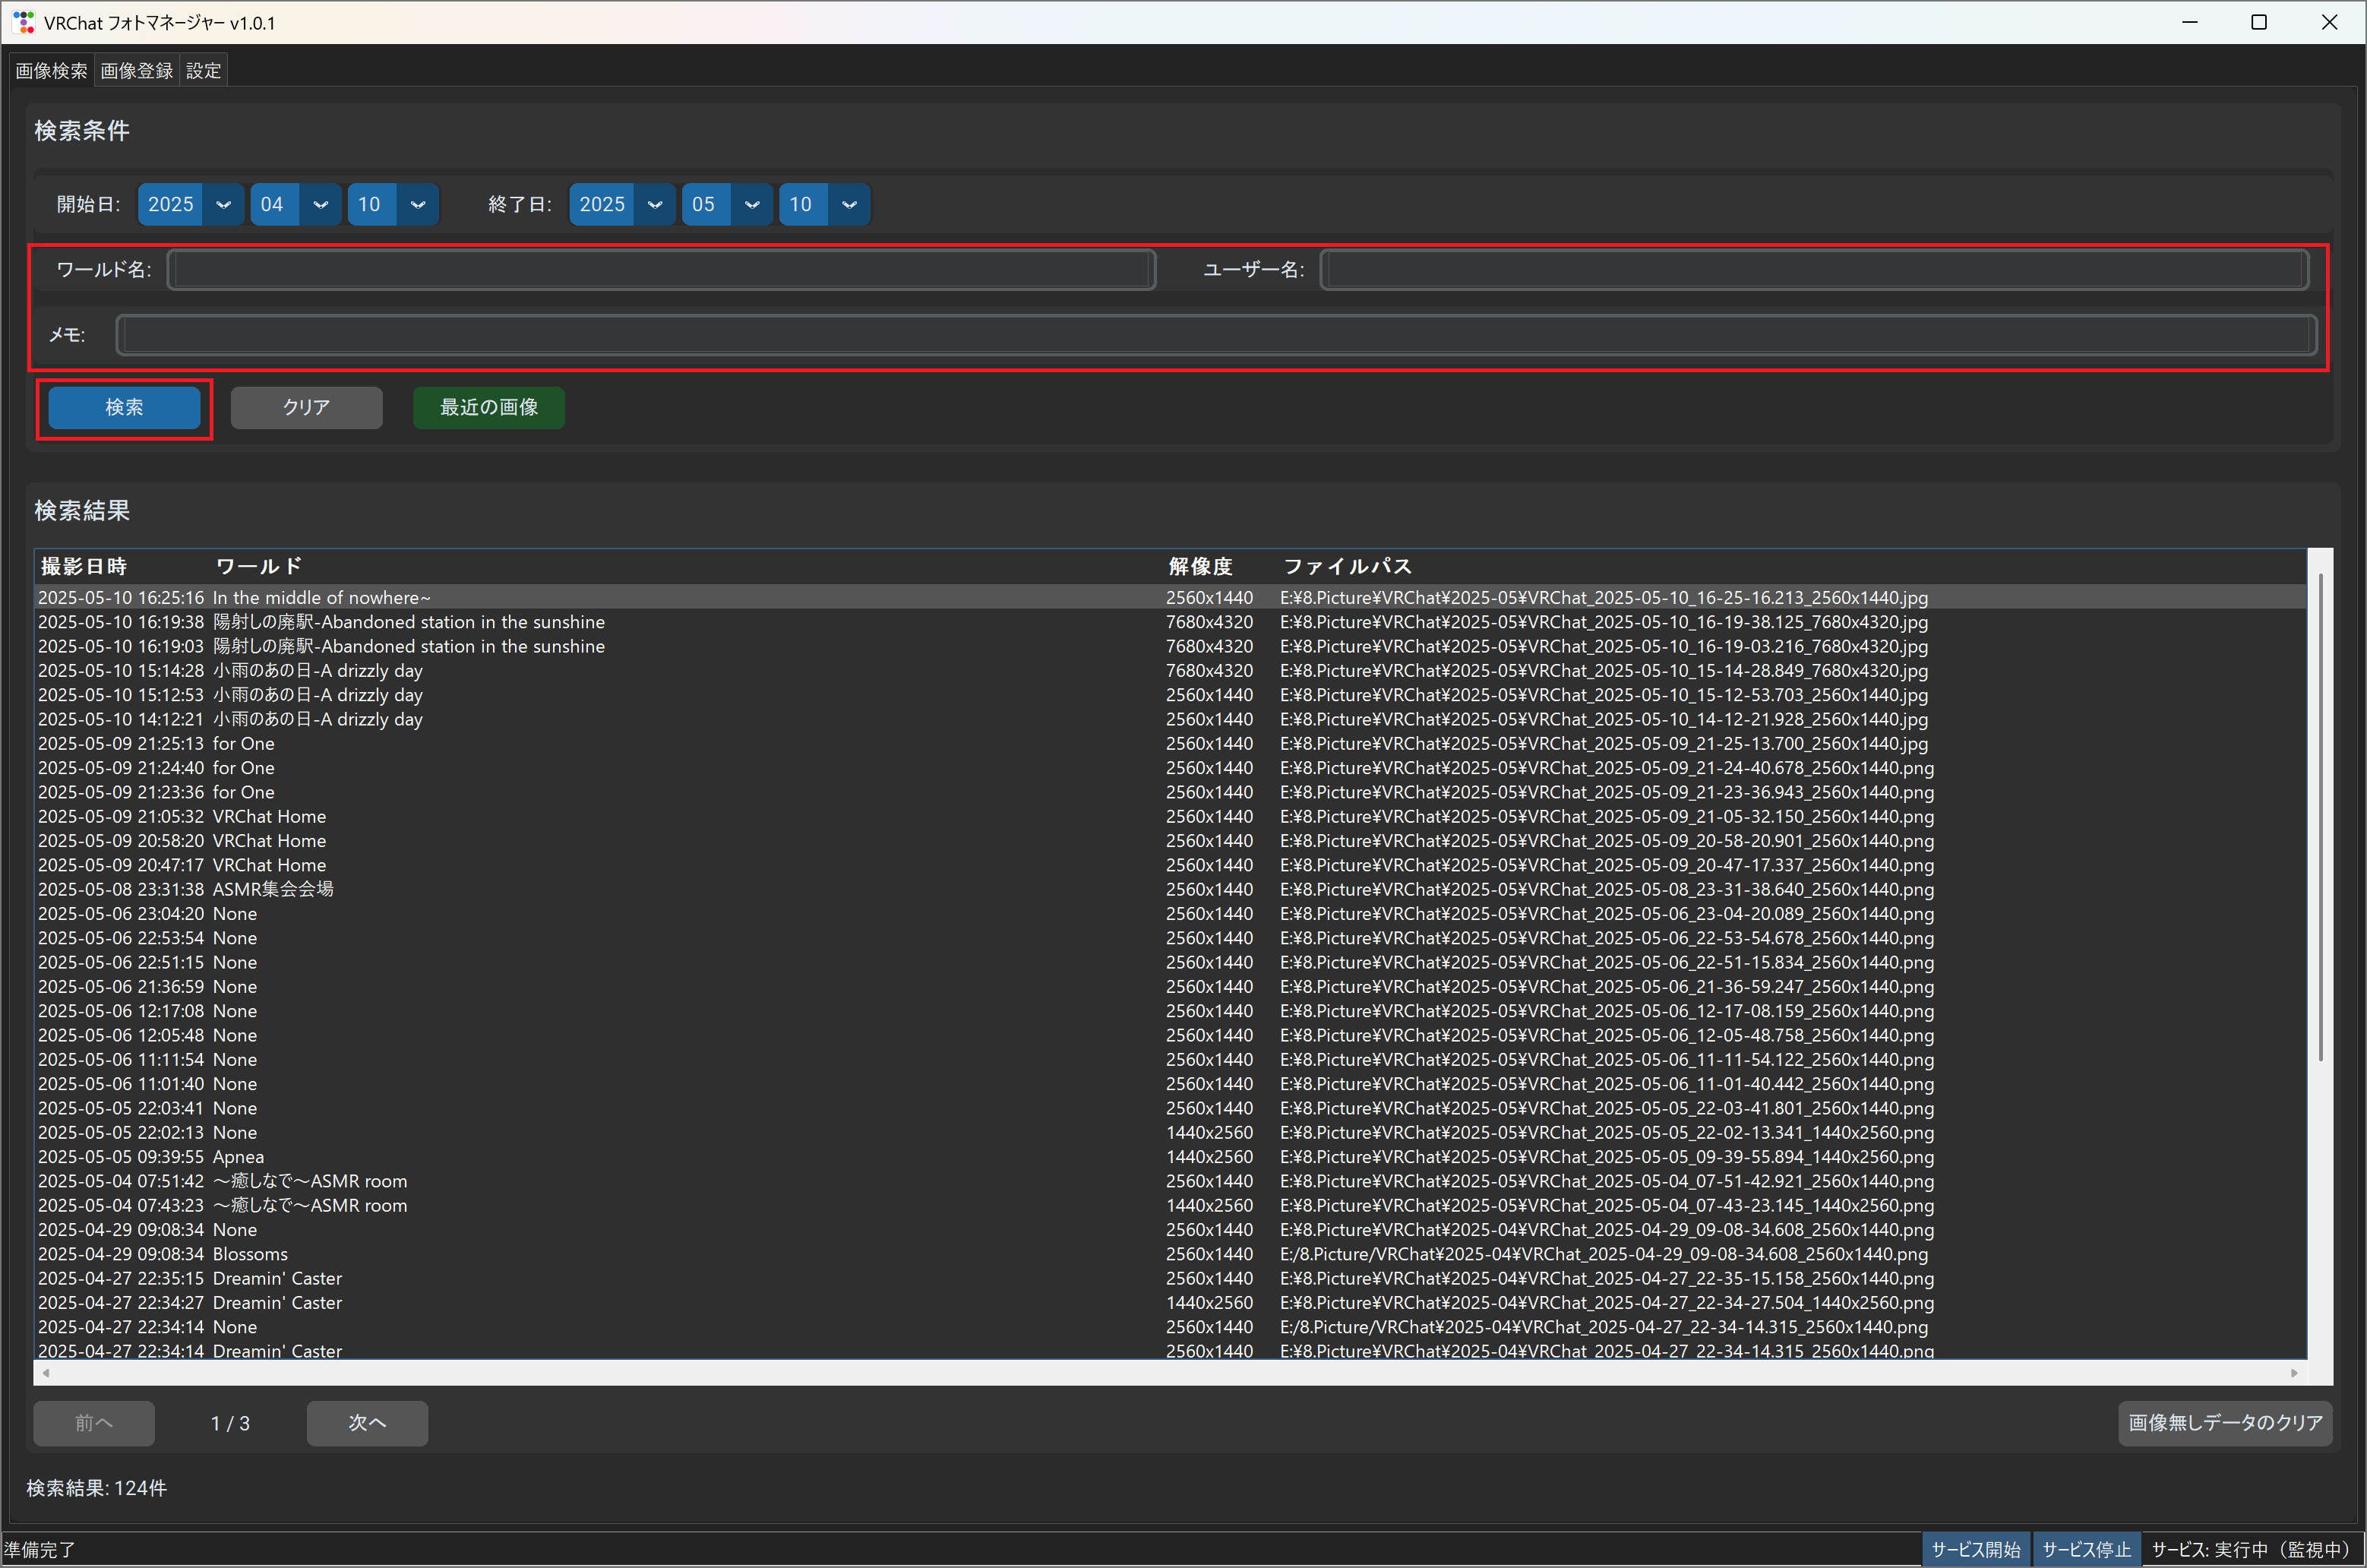 VRChat フォトマネージャー v1.0.1
画像検索 画像登録 設定
検索条件
開始日: 2025 04 10 終了日: 2025 05 10
ワールド名: ユーザー名:
メモ:
検索 クリア 最近の画像
検索結果
撮影日時 ワールド 解像度 ファイルパス
2025-05-10 16:25:16 In the middle of nowhere~ 2560x1440 E:¥8.Picture¥VRChat¥2025-05¥VRChat_2025-05-10_16-25-16.213_2560x1440.jpg
2025-05-10 16:19:38 陽射しの廃駅-Abandoned station in the sunshine 7680x4320 E:¥8.Picture¥VRChat¥2025-05¥VRChat_2025-05-10_16-19-38.125_7680x4320.jpg
2025-05-10 16:19:03 陽射しの廃駅-Abandoned station in the sunshine 7680x4320 E:¥8.Picture¥VRChat¥2025-05¥VRChat_2025-05-10_16-19-03.216_7680x4320.jpg
2025-05-10 15:14:28 小雨のあの日-A drizzly day 7680x4320 E:¥8.Picture¥VRChat¥2025-05¥VRChat_2025-05-10_15-14-28.849_7680x4320.jpg
2025-05-10 15:12:53 小雨のあの日-A drizzly day 2560x1440 E:¥8.Picture¥VRChat¥2025-05¥VRChat_2025-05-10_15-12-53.703_2560x1440.jpg
2025-05-10 14:12:21 小雨のあの日-A drizzly day 2560x1440 E:¥8.Picture¥VRChat¥2025-05¥VRChat_2025-05-10_14-12-21.928_2560x1440.jpg
2025-05-09 21:25:13 for One 2560x1440 E:¥8.Picture¥VRChat¥2025-05¥VRChat_2025-05-09_21-25-13.700_2560x1440.jpg
2025-05-09 21:24:40 for One 2560x1440 E:¥8.Picture¥VRChat¥2025-05¥VRChat_2025-05-09_21-24-40.678_2560x1440.png
2025-05-09 21:23:36 for One 2560x1440 E:¥8.Picture¥VRChat¥2025-05¥VRChat_2025-05-09_21-23-36.943_2560x1440.png
2025-05-09 21:05:32 VRChat Home 2560x1440 E:¥8.Picture¥VRChat¥2025-05¥VRChat_2025-05-09_21-05-32.150_2560x1440.png
2025-05-09 20:58:20 VRChat Home 2560x1440 E:¥8.Picture¥VRChat¥2025-05¥VRChat_2025-05-09_20-58-20.901_2560x1440.png
2025-05-09 20:47:17 VRChat Home 2560x1440 E:¥8.Picture¥VRChat¥2025-05¥VRChat_2025-05-09_20-47-17.337_2560x1440.png
2025-05-08 23:31:38 ASMR集会会場 2560x1440 E:¥8.Picture¥VRChat¥2025-05¥VRChat_2025-05-08_23-31-38.640_2560x1440.png
2025-05-06 23:04:20 None 2560x1440 E:¥8.Picture¥VRChat¥2025-05¥VRChat_2025-05-06_23-04-20.089_2560x1440.png
2025-05-06 22:53:54 None 2560x1440 E:¥8.Picture¥VRChat¥2025-05¥VRChat_2025-05-06_22-53-54.678_2560x1440.png
2025-05-06 22:51:15 None 2560x1440 E:¥8.Picture¥VRChat¥2025-05¥VRChat_2025-05-06_22-51-15.834_2560x1440.png
2025-05-06 21:36:59 None 2560x1440 E:¥8.Picture¥VRChat¥2025-05¥VRChat_2025-05-06_21-36-59.247_2560x1440.png
2025-05-06 12:17:08 None 2560x1440 E:¥8.Picture¥VRChat¥2025-05¥VRChat_2025-05-06_12-17-08.159_2560x1440.png
2025-05-06 12:05:48 None 2560x1440 E:¥8.Picture¥VRChat¥2025-05¥VRChat_2025-05-06_12-05-48.758_2560x1440.png
2025-05-06 11:11:54 None 2560x1440 E:¥8.Picture¥VRChat¥2025-05¥VRChat_2025-05-06_11-11-54.122_2560x1440.png
2025-05-06 11:01:40 None 2560x1440 E:¥8.Picture¥VRChat¥2025-05¥VRChat_2025-05-06_11-01-40.442_2560x1440.png
2025-05-05 22:03:41 None 2560x1440 E:¥8.Picture¥VRChat¥2025-05¥VRChat_2025-05-05_22-03-41.801_2560x1440.png
2025-05-05 22:02:13 None 1440x2560 E:¥8.Picture¥VRChat¥2025-05¥VRChat_2025-05-05_22-02-13.341_1440x2560.png
2025-05-05 09:39:55 Apnea 1440x2560 E:¥8.Picture¥VRChat¥2025-05¥VRChat_2025-05-05_09-39-55.894_1440x2560.png
2025-05-04 07:51:42 ～癒しなで～ASMR room 2560x1440 E:¥8.Picture¥VRChat¥2025-05¥VRChat_2025-05-04_07-51-42.921_2560x1440.png
2025-05-04 07:43:23 ～癒しなで～ASMR room 1440x2560 E:¥8.Picture¥VRChat¥2025-05¥VRChat_2025-05-04_07-43-23.145_1440x2560.png
2025-04-29 09:08:34 None 2560x1440 E:¥8.Picture¥VRChat¥2025-04¥VRChat_2025-04-29_09-08-34.608_2560x1440.png
2025-04-29 09:08:34 Blossoms 2560x1440 E:/8.Picture/VRChat¥2025-04¥VRChat_2025-04-29_09-08-34.608_2560x1440.png
2025-04-27 22:35:15 Dreamin' Caster 2560x1440 E:¥8.Picture¥VRChat¥2025-04¥VRChat_2025-04-27_22-35-15.158_2560x1440.png
2025-04-27 22:34:27 Dreamin' Caster 1440x2560 E:¥8.Picture¥VRChat¥2025-04¥VRChat_2025-04-27_22-34-27.504_1440x2560.png
2025-04-27 22:34:14 None 2560x1440 E:/8.Picture/VRChat¥2025-04¥VRChat_2025-04-27_22-34-14.315_2560x1440.png
2025-04-27 22:34:14 Dreamin' Caster 2560x1440 E:¥8.Picture¥VRChat¥2025-04¥VRChat_2025-04-27_22-34-14.315_2560x1440.png
前へ 1 / 3 次へ 画像無しデータのクリア
検索結果: 124件
準備完了 サービス開始 サービス停止 サービス: 実行中（監視中）